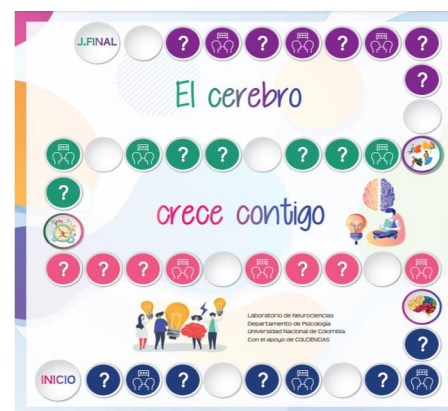 J.FINAL
?
?
?
?
?
El cerebro
?
?
?
?
?
crece contigo
?
?
?
?
?
?
Laboratorio de Neurociencias
Departamento de Psicología
Universidad Nacional de Colombia
Con el apoyo de COLCIENCIAS
?
INICIO
?
?
?
?